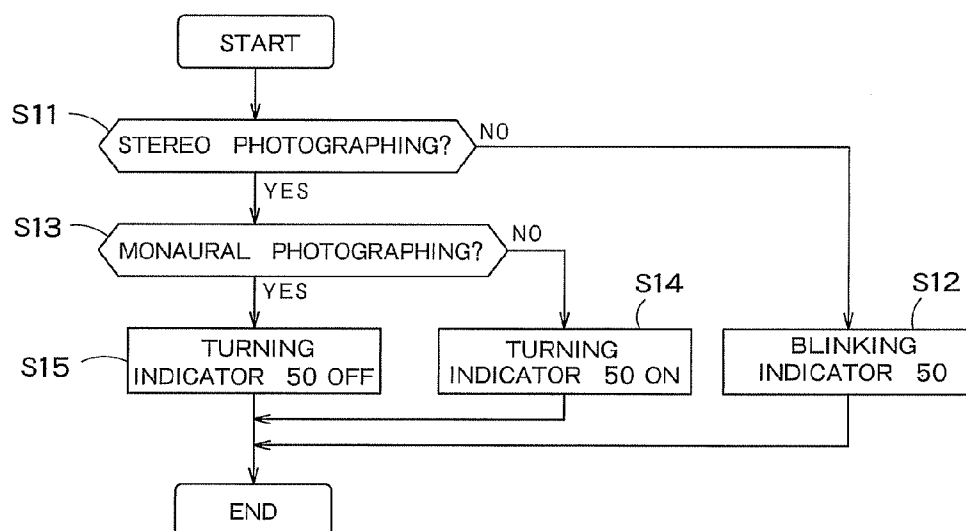 START
S11
STEREO PHOTOGRAPHING?
NO
YES
S13
MONAURAL PHOTOGRAPHING?
NO
YES
S14
S12
S15
TURNING
INDICATOR 50 OFF
TURNING
INDICATOR 50 ON
BLINKING
INDICATOR 50
END